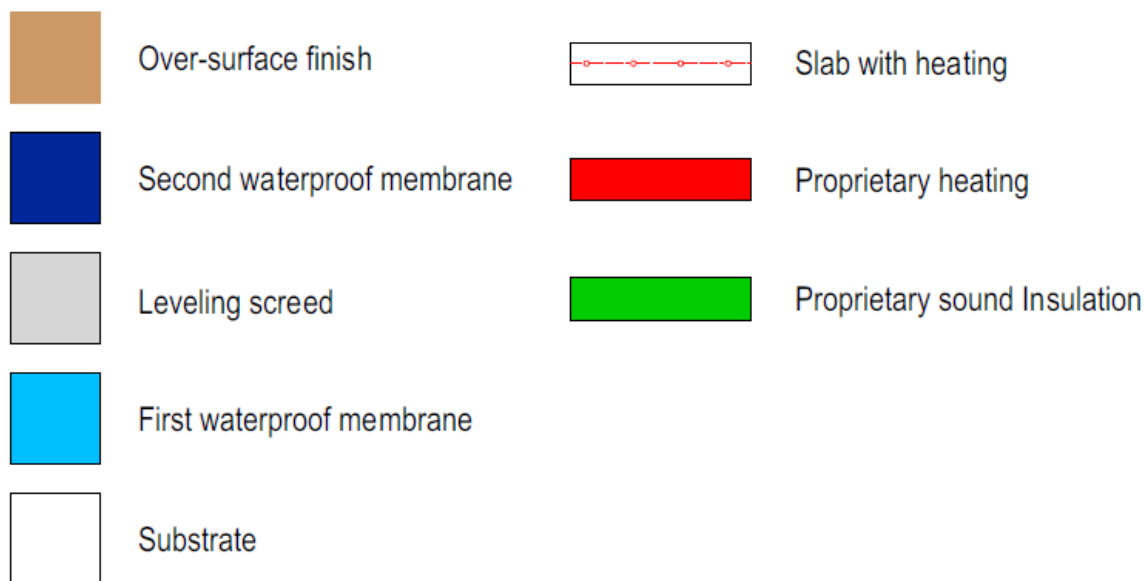 Over-surface finish
Second waterproof membrane
Leveling screed
First waterproof membrane
Substrate
Slab with heating
Proprietary heating
Proprietary sound Insulation